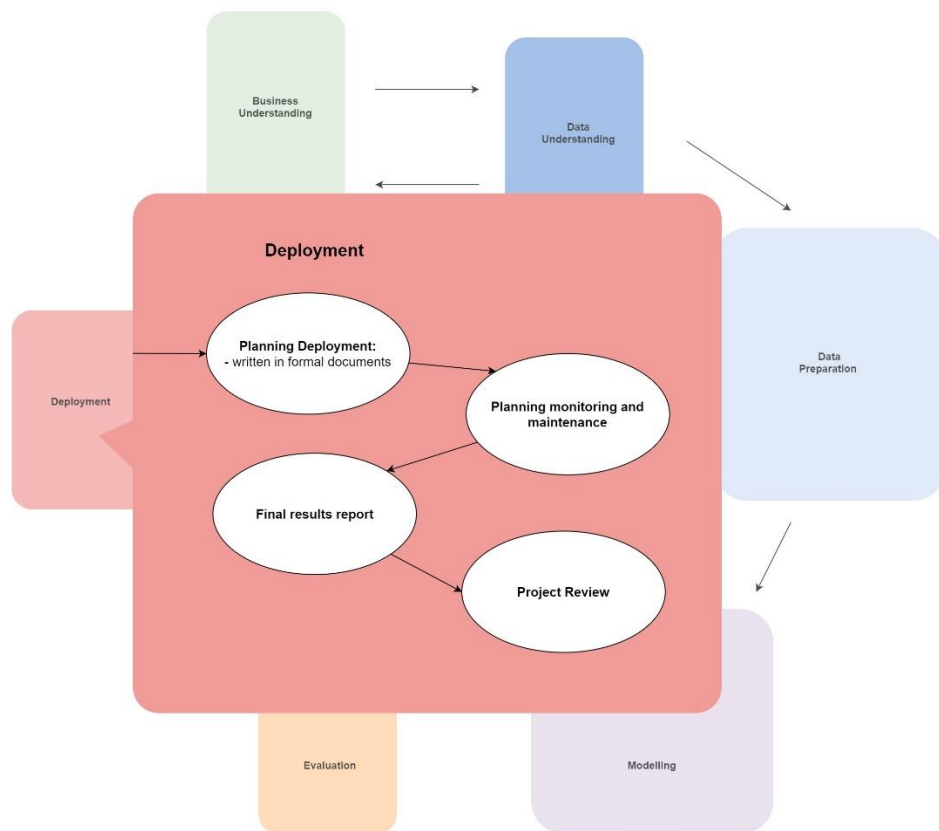 Business
Understanding
Data
Understanding
Deployment
Planning Deployment:
- written in formal documents
Data
Preparation
Planning monitoring and
maintenance
Deployment
Final results report
Project Review
Evaluation
Modelling